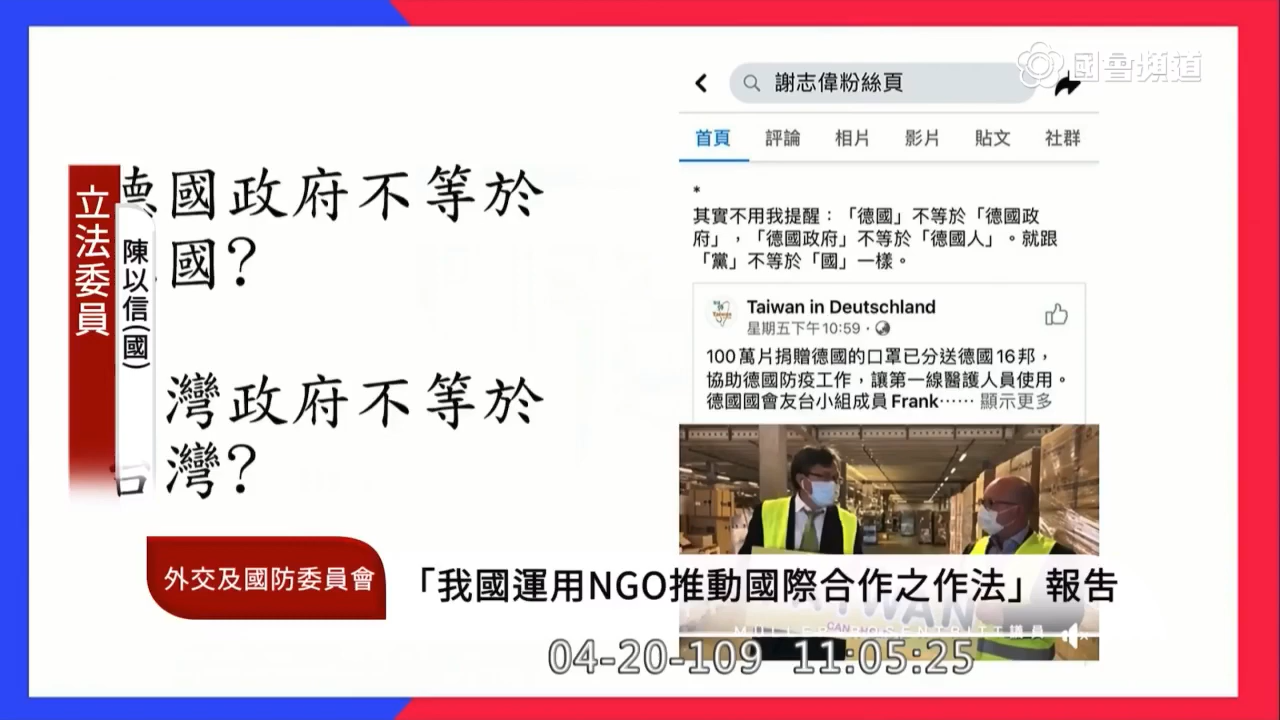 國會頻道
謝志偉粉絲頁
首頁 評論 相片 影片 貼文 社群
*
其實不用我提醒：「德國」不等於「德國政
府」，「德國政府」不等於「德國人」。就跟
「黨」不等於「國」一樣。
Taiwan in Deutschland
星期五下午10:59
100萬片捐贈德國的口罩已分送德國16邦，
協助德國防疫工作，讓第一線醫護人員使用。
德國國會友台小組成員Frank⋯⋯ 顯示更多
德國政府不等於
國？
灣政府不等於
台灣？
立法委員
陳以信(國)
外交及國防委員會
「我國運用NGO推動國際合作之作法」報告
04-20-109 11:05:25